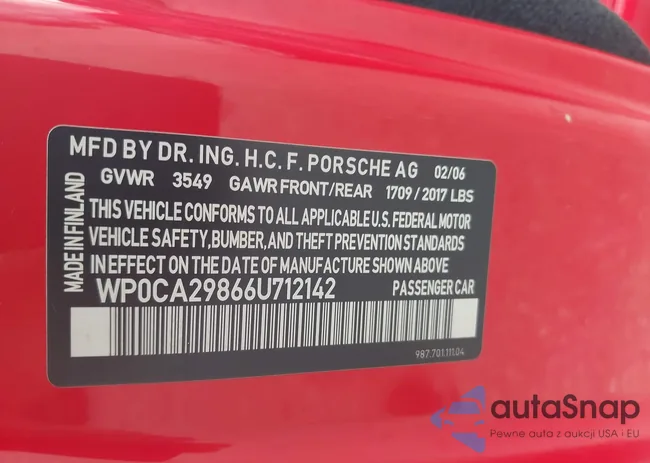 MFD BY DR. ING. H.C. F. PORSCHE AG 02/06
GVWR 3549 GAWR FRONT/REAR 1709 / 2017 LBS
THIS VEHICLE CONFORMS TO ALL APPLICABLE U.S. FEDERAL MOTOR
VEHICLE SAFETY,BUMBER,AND THEFT PREVENTION STANDARDS
IN EFFECT ON THE DATE OF MANUFACTURE SHOWN ABOVE
WP0CA29866U712142 PASSENGER CAR
MADE IN FINLAND
987.701.111.04
autaSnap
Pewne auta z aukcji USA i EU